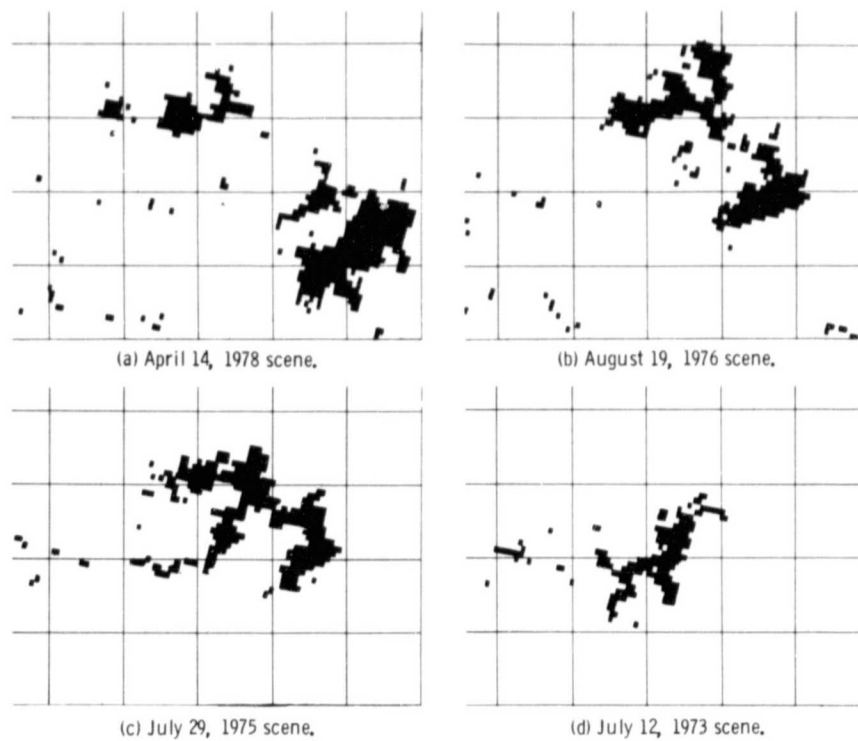 (a) April 14, 1978 scene.
(b) August 19, 1976 scene.
(c) July 29, 1975 scene.
(d) July 12, 1973 scene.